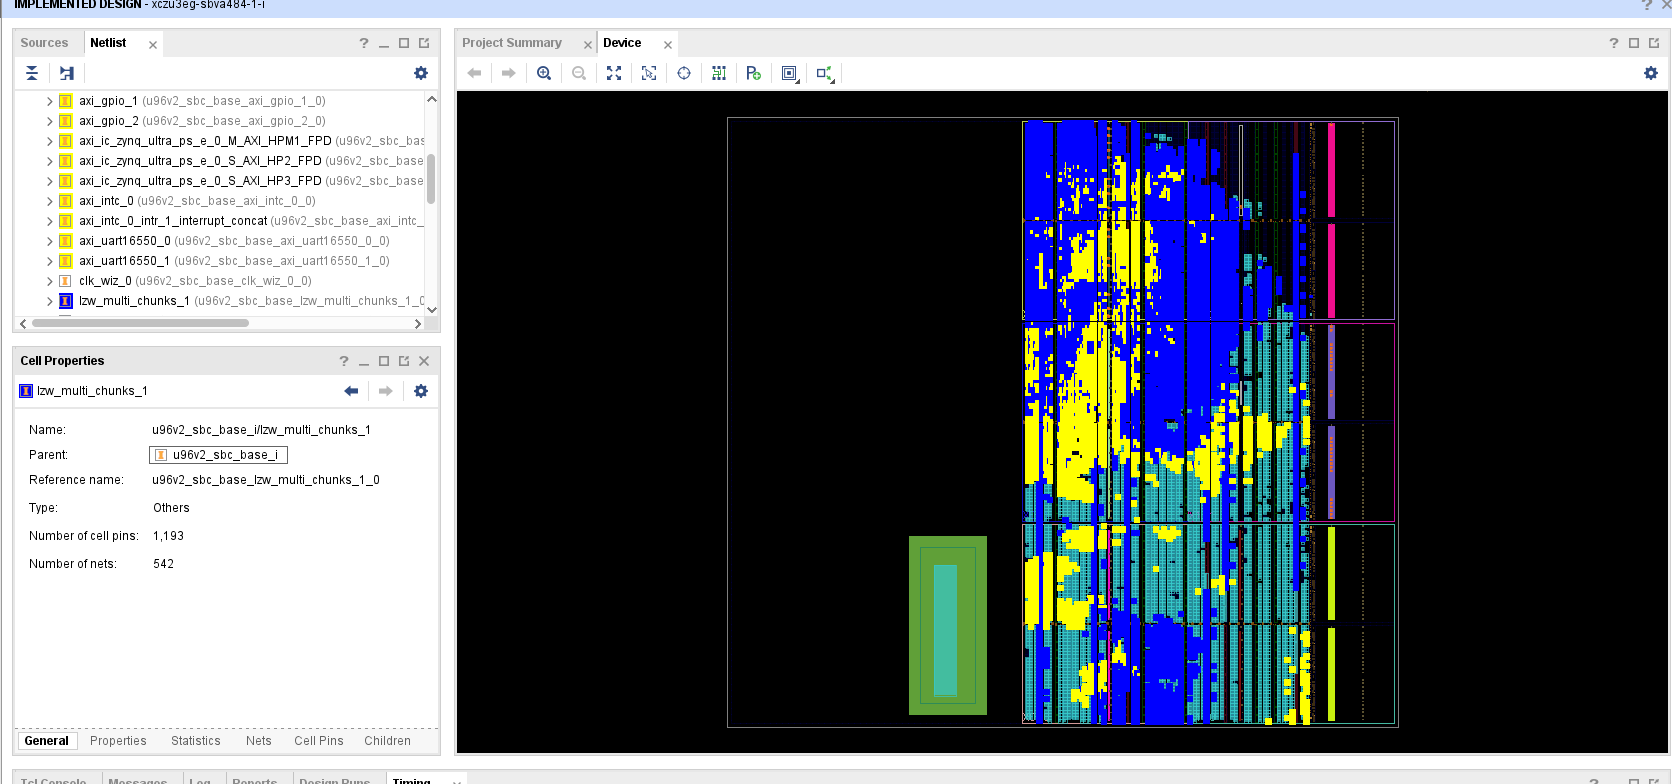 IMPLEMENTED DESIGN - xczu3eg-sbva484-1-i
Sources Netlist
axi_gpio_1 (u96v2_sbc_base_axi_gpio_1_0)
axi_gpio_2 (u96v2_sbc_base_axi_gpio_2_0)
axi_ic_zynq_ultra_ps_e_0_M_AXI_HPM1_FPD (u96v2_sbc_bas
axi_ic_zynq_ultra_ps_e_0_S_AXI_HP2_FPD (u96v2_sbc_base
axi_ic_zynq_ultra_ps_e_0_S_AXI_HP3_FPD (u96v2_sbc_base
axi_intc_0 (u96v2_sbc_base_axi_intc_0_0)
axi_intc_0_intr_1_interrupt_concat (u96v2_sbc_base_axi_intc_
axi_uart16550_0 (u96v2_sbc_base_axi_uart16550_0_0)
axi_uart16550_1 (u96v2_sbc_base_axi_uart16550_1_0)
clk_wiz_0 (u96v2_sbc_base_clk_wiz_0_0)
lzw_multi_chunks_1 (u96v2_sbc_base_lzw_multi_chunks_1_0
Cell Properties
lzw_multi_chunks_1
Name: u96v2_sbc_base_i/lzw_multi_chunks_1
Parent: u96v2_sbc_base_i
Reference name: u96v2_sbc_base_lzw_multi_chunks_1_0
Type: Others
Number of cell pins: 1,193
Number of nets: 542
General Properties Statistics Nets Cell Pins Children
Project Summary Device
Tcl Console Messages Log Reports Design Runs Timing